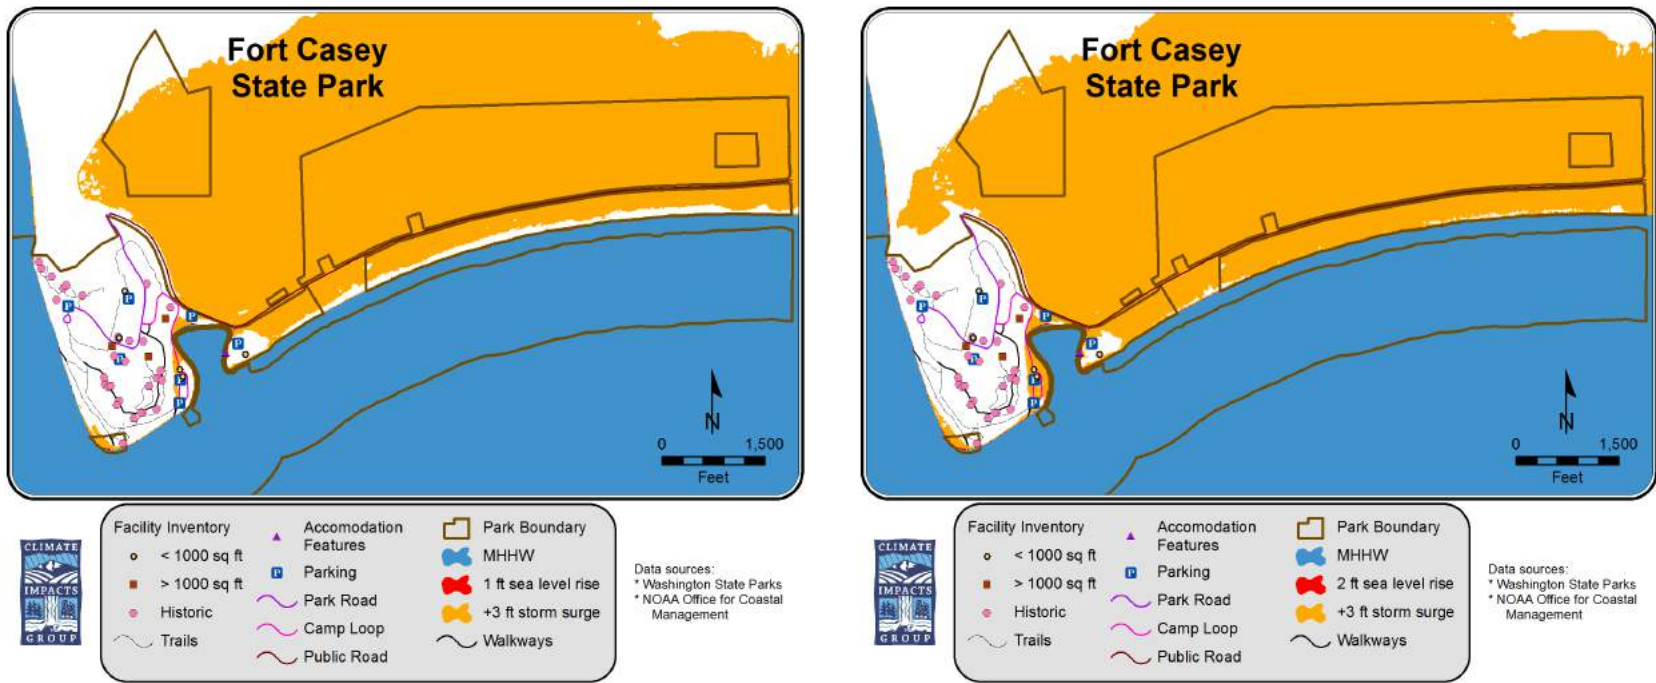 Fort Casey
State Park
P
P
P
P
P
P
P
N
0 1,500
Feet
CLIMATE
IMPACTS
GROUP
Facility Inventory
< 1000 sq ft
> 1000 sq ft
Historic
Trails
Accomodation
Features
P Parking
Park Road
Camp Loop
Public Road
Park Boundary
MHHW
1 ft sea level rise
+3 ft storm surge
Walkways
Data sources:
* Washington State Parks
* NOAA Office for Coastal
Management
Fort Casey
State Park
P
P
P
P
P
P
P
N
0 1,500
Feet
CLIMATE
IMPACTS
GROUP
Facility Inventory
< 1000 sq ft
> 1000 sq ft
Historic
Trails
Accomodation
Features
P Parking
Park Road
Camp Loop
Public Road
Park Boundary
MHHW
2 ft sea level rise
+3 ft storm surge
Walkways
Data sources:
* Washington State Parks
* NOAA Office for Coastal
Management